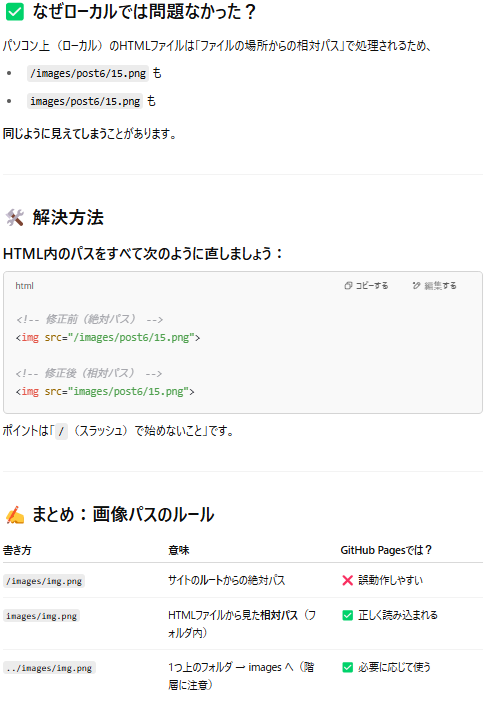 ✅ なぜローカルでは問題なかった？
パソコン上（ローカル）のHTMLファイルは「ファイルの場所からの相対パス」で処理されるため、
• /images/post6/15.png も
• images/post6/15.png も
同じように見えてしまうことがあります。
🛠 解決方法
HTML内のパスをすべて次のように直しましょう：
html コピーする 編集する
<!-- 修正前（絶対パス） -->
<img src="/images/post6/15.png">
<!-- 修正後（相対パス） -->
<img src="images/post6/15.png">
ポイントは「/（スラッシュ）で始めないこと」です。
✍ まとめ：画像パスのルール
書き方 意味 GitHub Pagesでは？
/images/img.png サイトのルートからの絶対パス ❌ 誤動作しやすい
images/img.png HTMLファイルから見た相対パス（フ ✅ 正しく読み込まれる
ォルダ内）
../images/img.png 1つ上のフォルダ → images へ（階 ✅ 必要に応じて使う
層に注意）